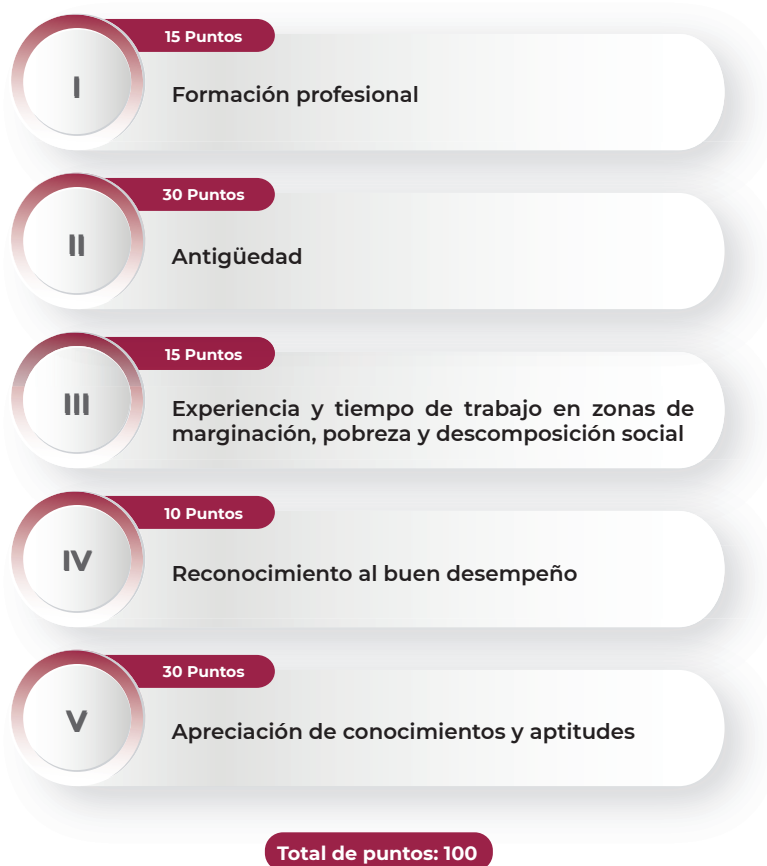 15 Puntos
I
Formación profesional
30 Puntos
II
Antigüedad
15 Puntos
III
Experiencia y tiempo de trabajo en zonas de
marginación, pobreza y descomposición social
10 Puntos
IV
Reconocimiento al buen desempeño
30 Puntos
V
Apreciación de conocimientos y aptitudes
Total de puntos: 100